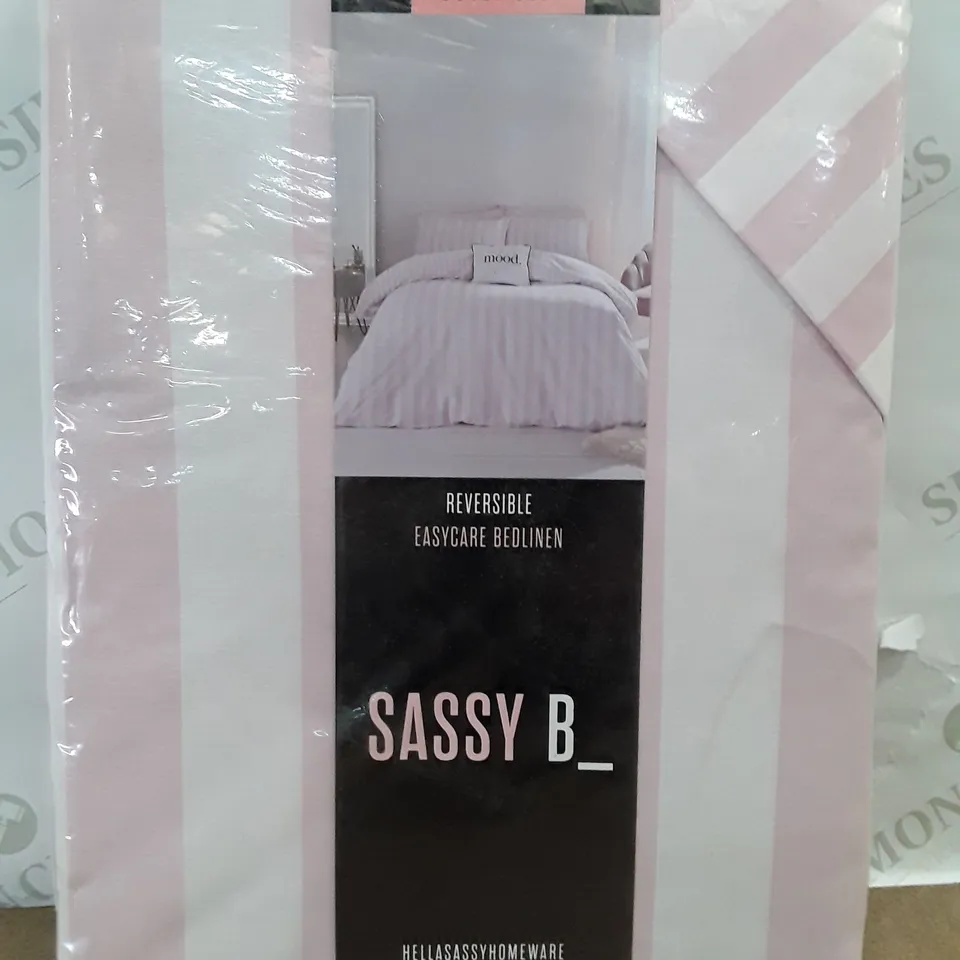 mood.
REVERSIBLE
EASYCARE BEDLINEN
SASSY B_
HELLASASSYHOMEWARE